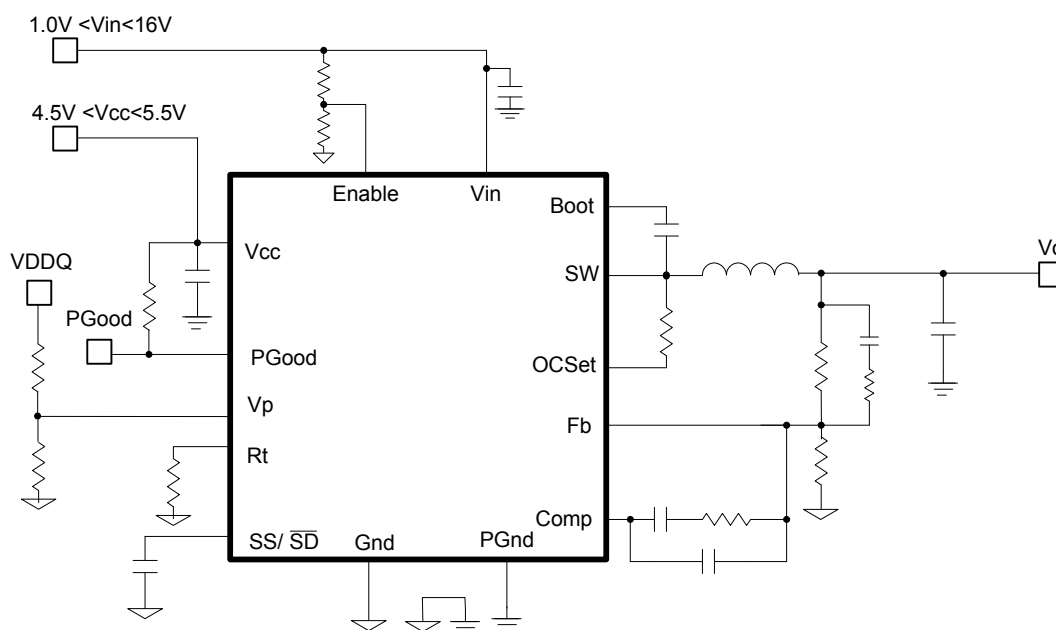 1.0V <Vin<16V
4.5V <Vcc<5.5V
Enable
Vin
Boot
Vcc
SW
VDDQ
PGood
PGood
OCSet
Vp
Fb
Rt
Comp
SS/ SD
Gnd
PGnd